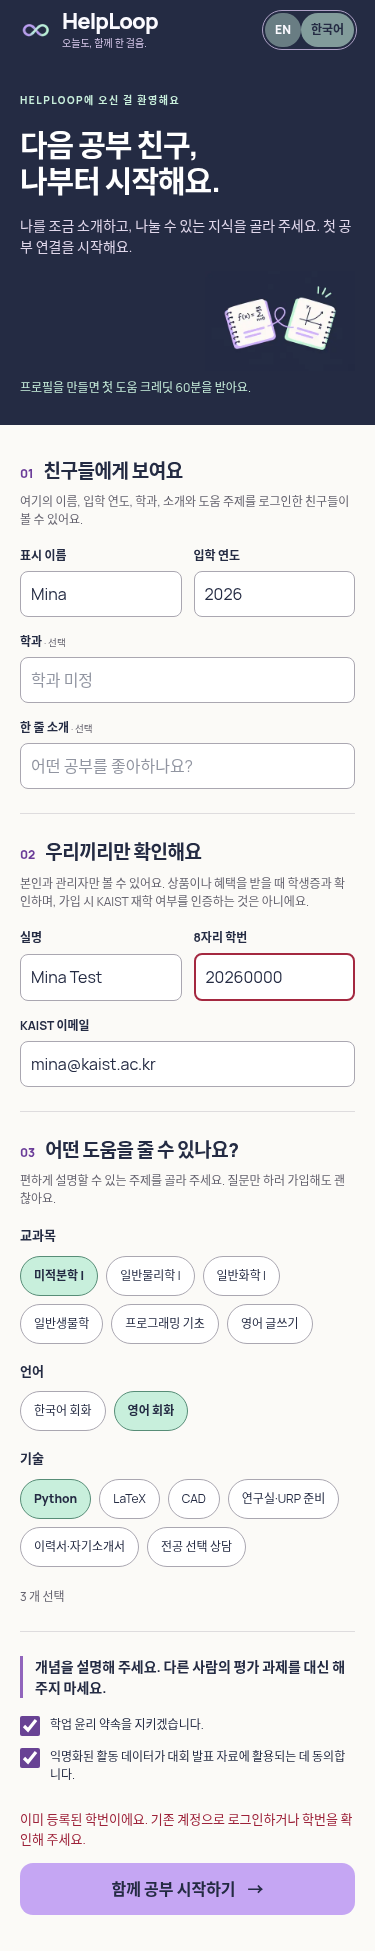 HelpLoop
오늘도, 함께 한 걸음.
EN 한국어
HELPLOOP에 오신 걸 환영해요
다음 공부 친구,
나부터 시작해요.
나를 조금 소개하고, 나눌 수 있는 지식을 골라 주세요. 첫 공
부 연결을 시작해요.
프로필을 만들면 첫 도움 크레딧 60분을 받아요.
01 친구들에게 보여요
여기의 이름, 입학 연도, 학과, 소개와 도움 주제를 로그인한 친구들이
볼 수 있어요.
표시 이름 입학 연도
Mina 2026
학과 · 선택
학과 미정
한 줄 소개 · 선택
어떤 공부를 좋아하나요?
02 우리끼리만 확인해요
본인과 관리자만 볼 수 있어요. 상품이나 혜택을 받을 때 학생증과 확
인하며, 가입 시 KAIST 재학 여부를 인증하는 것은 아니에요.
실명 8자리 학번
Mina Test 20260000
KAIST 이메일
mina@kaist.ac.kr
03 어떤 도움을 줄 수 있나요?
편하게 설명할 수 있는 주제를 골라 주세요. 질문만 하러 가입해도 괜
찮아요.
교과목
미적분학 I 일반물리학 I 일반화학 I
일반생물학 프로그래밍 기초 영어 글쓰기
언어
한국어 회화 영어 회화
기술
Python LaTeX CAD 연구실·URP 준비
이력서·자기소개서 전공 선택 상담
3 개 선택
개념을 설명해 주세요. 다른 사람의 평가 과제를 대신 해
주지 마세요.
학업 윤리 약속을 지키겠습니다.
익명화된 활동 데이터가 대회 발표 자료에 활용되는 데 동의합
니다.
이미 등록된 학번이에요. 기존 계정으로 로그인하거나 학번을 확
인해 주세요.
함께 공부 시작하기 →